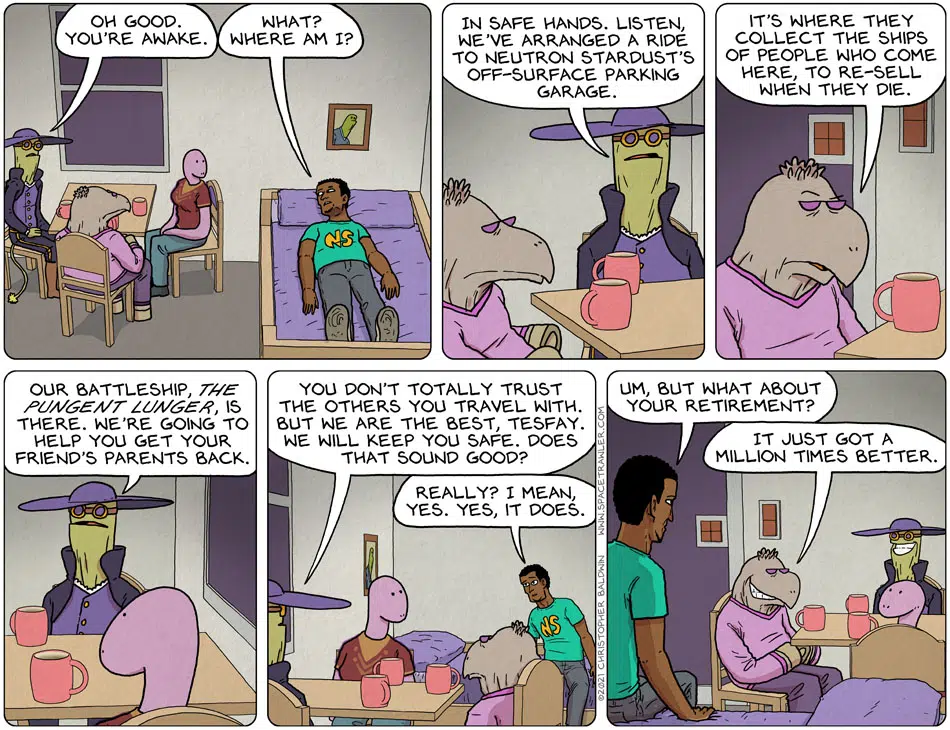 OH GOOD.
YOU'RE AWAKE.
WHAT?
WHERE AM I?
NS
IN SAFE HANDS. LISTEN,
WE'VE ARRANGED A RIDE
TO NEUTRON STARDUST'S
OFF-SURFACE PARKING
GARAGE.
IT'S WHERE THEY
COLLECT THE SHIPS
OF PEOPLE WHO COME
HERE, TO RE-SELL
WHEN THEY DIE.
OUR BATTLESHIP, THE
PUNGENT LUNGER, IS
THERE. WE'RE GOING TO
HELP YOU GET YOUR
FRIEND'S PARENTS BACK.
YOU DON'T TOTALLY TRUST
THE OTHERS YOU TRAVEL WITH.
BUT WE ARE THE BEST, TESFAY.
WE WILL KEEP YOU SAFE. DOES
THAT SOUND GOOD?
REALLY? I MEAN,
YES. YES, IT DOES.
NS
©2021 CHRISTOPHER BALDWIN WWW.SPACETRAWLER.COM
UM, BUT WHAT ABOUT
YOUR RETIREMENT?
IT JUST GOT A
MILLION TIMES BETTER.